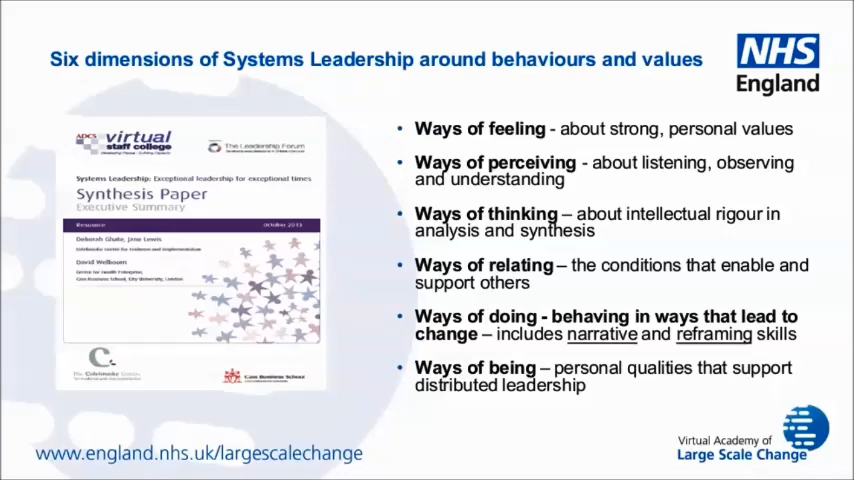 Six dimensions of Systems Leadership around behaviours and values
NHS
England
ADCS virtual
staff college
The Leadership Forum
Systems Leadership: Exceptional leadership for exceptional times
Synthesis Paper
Executive Summary
Resource October 2013
Deborah Ghate, Jane Lewis
Colebrooke Centre for Evidence and Implementation
David Welbourn
Centre for Health Enterprise,
Cass Business School, City University, London
The Colebrooke Centre
Cass Business School
• Ways of feeling - about strong, personal values
• Ways of perceiving - about listening, observing
and understanding
• Ways of thinking – about intellectual rigour in
analysis and synthesis
• Ways of relating – the conditions that enable and
support others
• Ways of doing - behaving in ways that lead to
change – includes narrative and reframing skills
• Ways of being – personal qualities that support
distributed leadership
www.england.nhs.uk/largescalechange
Virtual Academy of
Large Scale Change